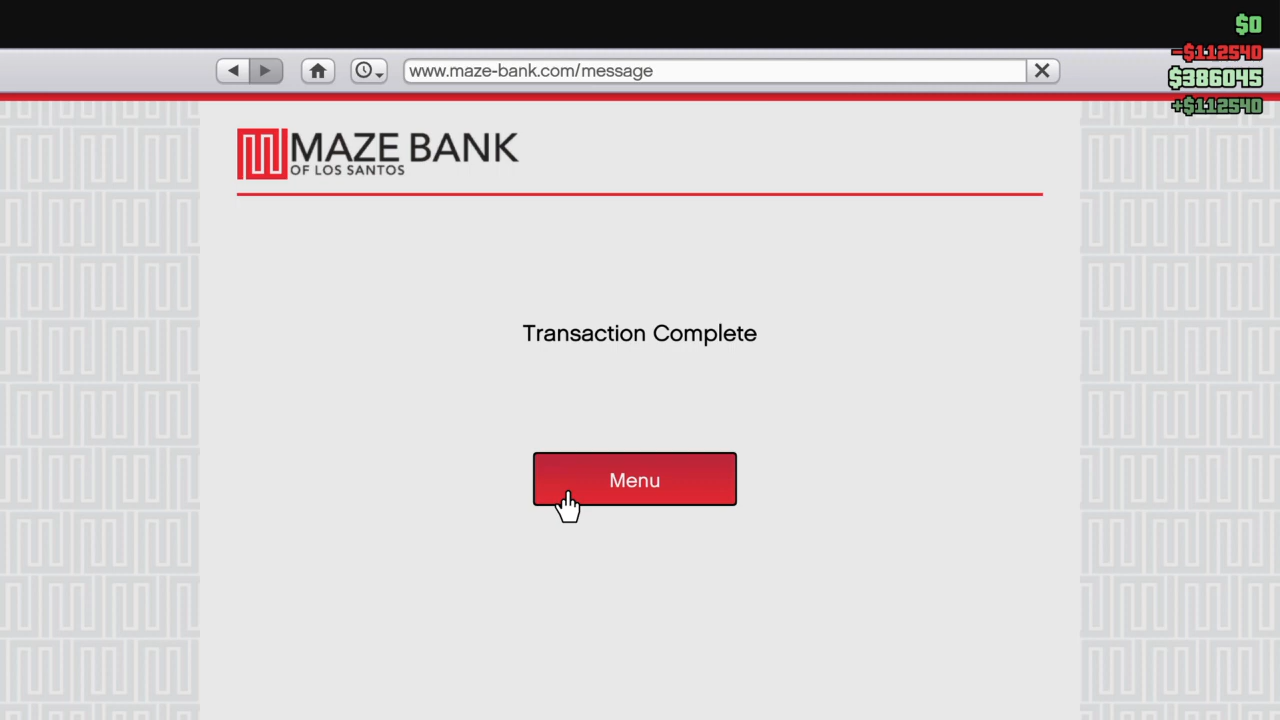 $0
-$112540
www.maze-bank.com/message
$386045
+$112540
MAZE BANK
OF LOS SANTOS
Transaction Complete
Menu